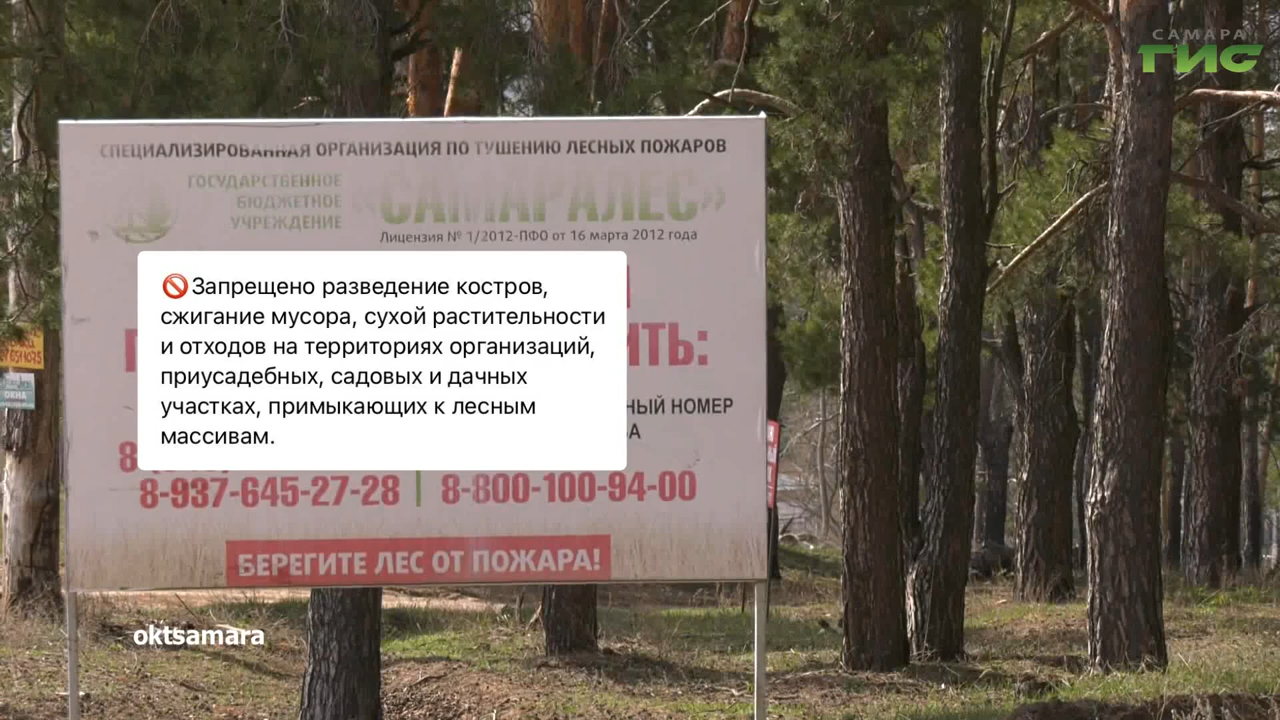 САМАРА
ГИС
СПЕЦИАЛИЗИРОВАННАЯ ОРГАНИЗАЦИЯ ПО ТУШЕНИЮ ЛЕСНЫХ ПОЖАРОВ
ГОСУДАРСТВЕННОЕ
БЮДЖЕТНОЕ
УЧРЕЖДЕНИЕ
«САМАРАЛЕС»
Лицензия № 1/2012-ПФО от 16 марта 2012 года
🚫Запрещено разведение костров,
сжигание мусора, сухой растительности
и отходов на территориях организаций,
приусадебных, садовых и дачных
участках, примыкающих к лесным
массивам.
НОМЕР
8-937-645-27-28 | 8-800-100-94-00
БЕРЕГИТЕ ЛЕС ОТ ПОЖАРА!
ОКНА
oktsamara